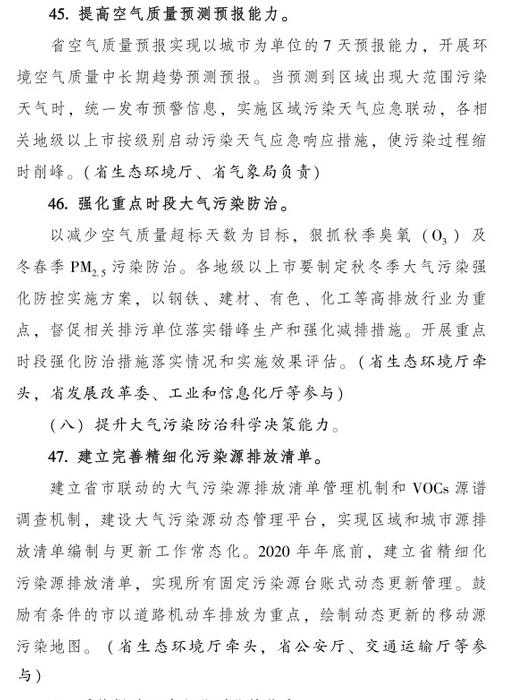 45. 提高空气质量预测预报能力。
省空气质量预报实现以城市为单位的 7 天预报能力，开展环
境空气质量中长期趋势预测预报。当预测到区域出现大范围污染
天气时，统一发布预警信息，实施区域污染天气应急联动，各相
关地级以上市按级别启动污染天气应急响应措施，使污染过程缩
时削峰。（省生态环境厅、省气象局负责）
46. 强化重点时段大气污染防治。
以减少空气质量超标天数为目标，狠抓秋季臭氧（O₃）及
冬春季 PM₂.₅ 污染防治。各地级以上市要制定秋冬季大气污染强
化防控实施方案，以钢铁、建材、有色、化工等高排放行业为重
点，督促相关排污单位落实错峰生产和强化减排措施。开展重点
时段强化防治措施落实情况和实施效果评估。（省生态环境厅牵
头，省发展改革委、工业和信息化厅等参与）
（八）提升大气污染防治科学决策能力。
47. 建立完善精细化污染源排放清单。
建立省市联动的大气污染源排放清单管理机制和 VOCs 源谱
调查机制，建设大气污染源动态管理平台，实现区域和城市源排
放清单编制与更新工作常态化。2020 年年底前，建立省精细化
污染源排放清单，实现所有固定污染源台账式动态更新管理。鼓
励有条件的市以道路机动车排放为重点，绘制动态更新的移动源
污染地图。（省生态环境厅牵头，省公安厅、交通运输厅等参
与）